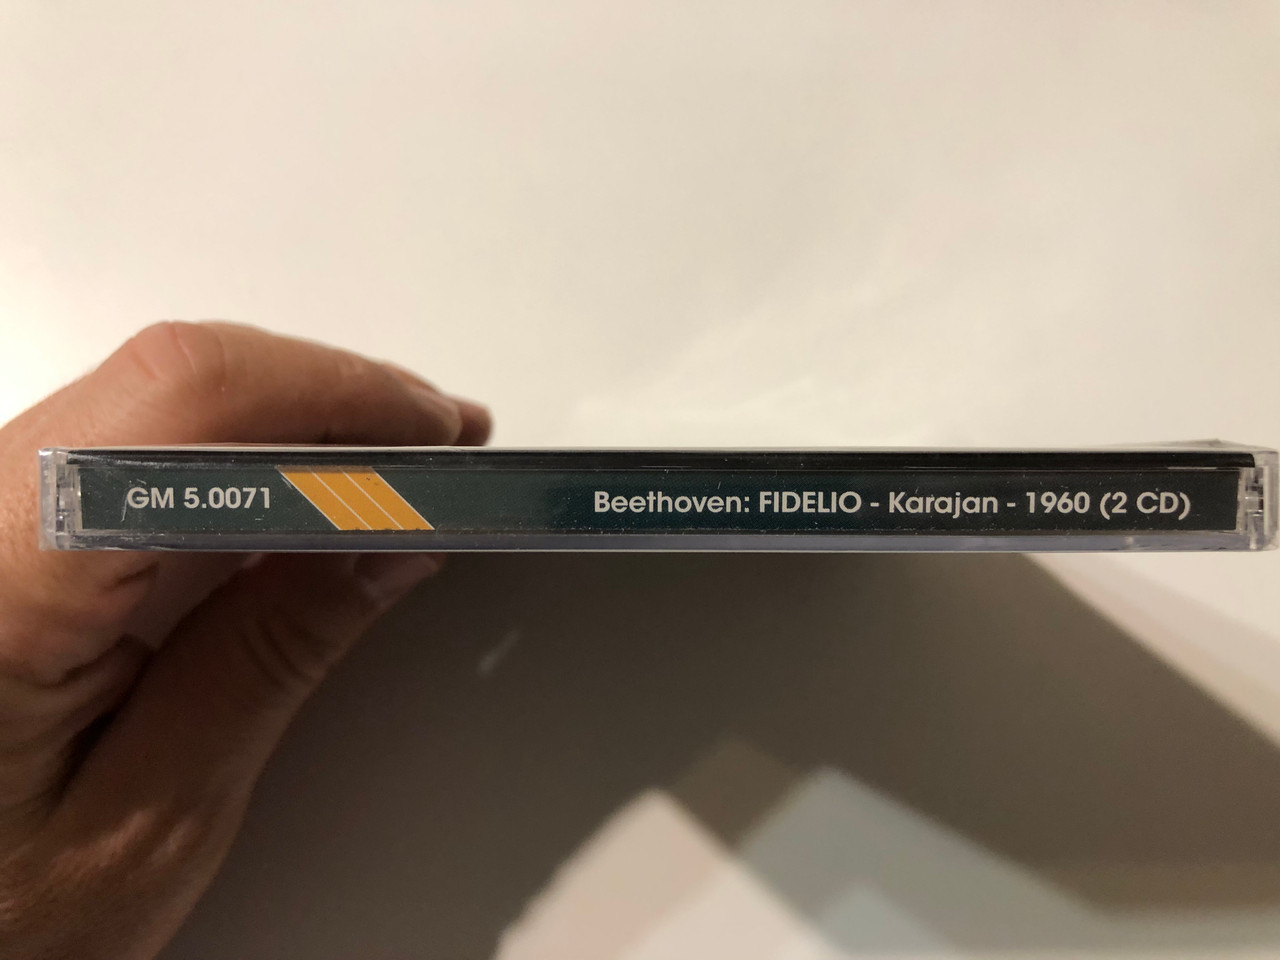 GM 5.0071 Beethoven: FIDELIO - Karajan - 1960 (2 CD)